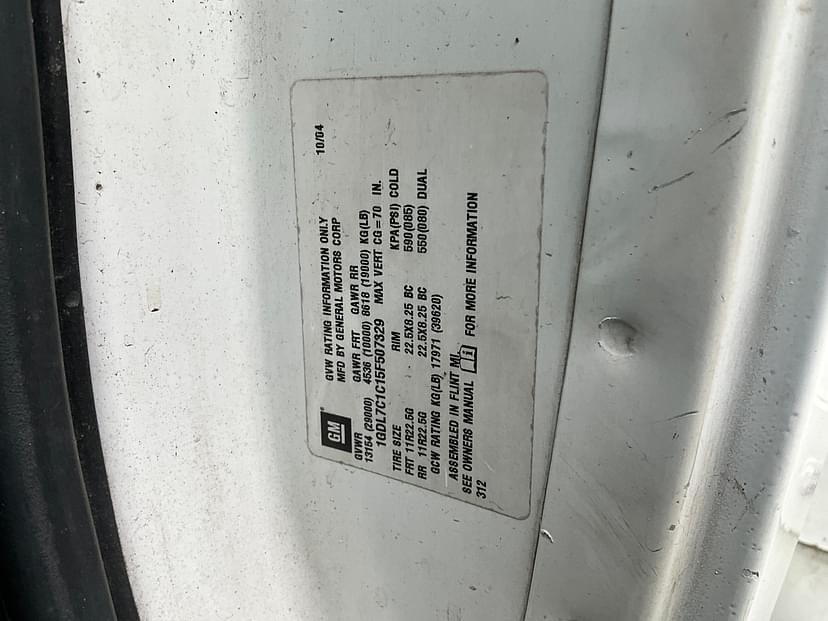 GM
GVW RATING INFORMATION ONLY
MFD BY GENERAL MOTORS CORP 10/04
GVWR GAWR FRT GAWR RR
13154 (29000) 4536 (10000) 8618 (19000) KG(LB)
1GDL7C1C15F507329 MAX VERT CG=70 IN.
TIRE SIZE RIM KPA(PSI) COLD
FRT 11R22.5G 22.5X8.25 BC 590(085)
RR 11R22.5G 22.5X8.25 BC 550(080) DUAL
GCW RATING KG(LB) 17971 (39620)
ASSEMBLED IN FLINT MI.
SEE OWNERS MANUAL i FOR MORE INFORMATION
312